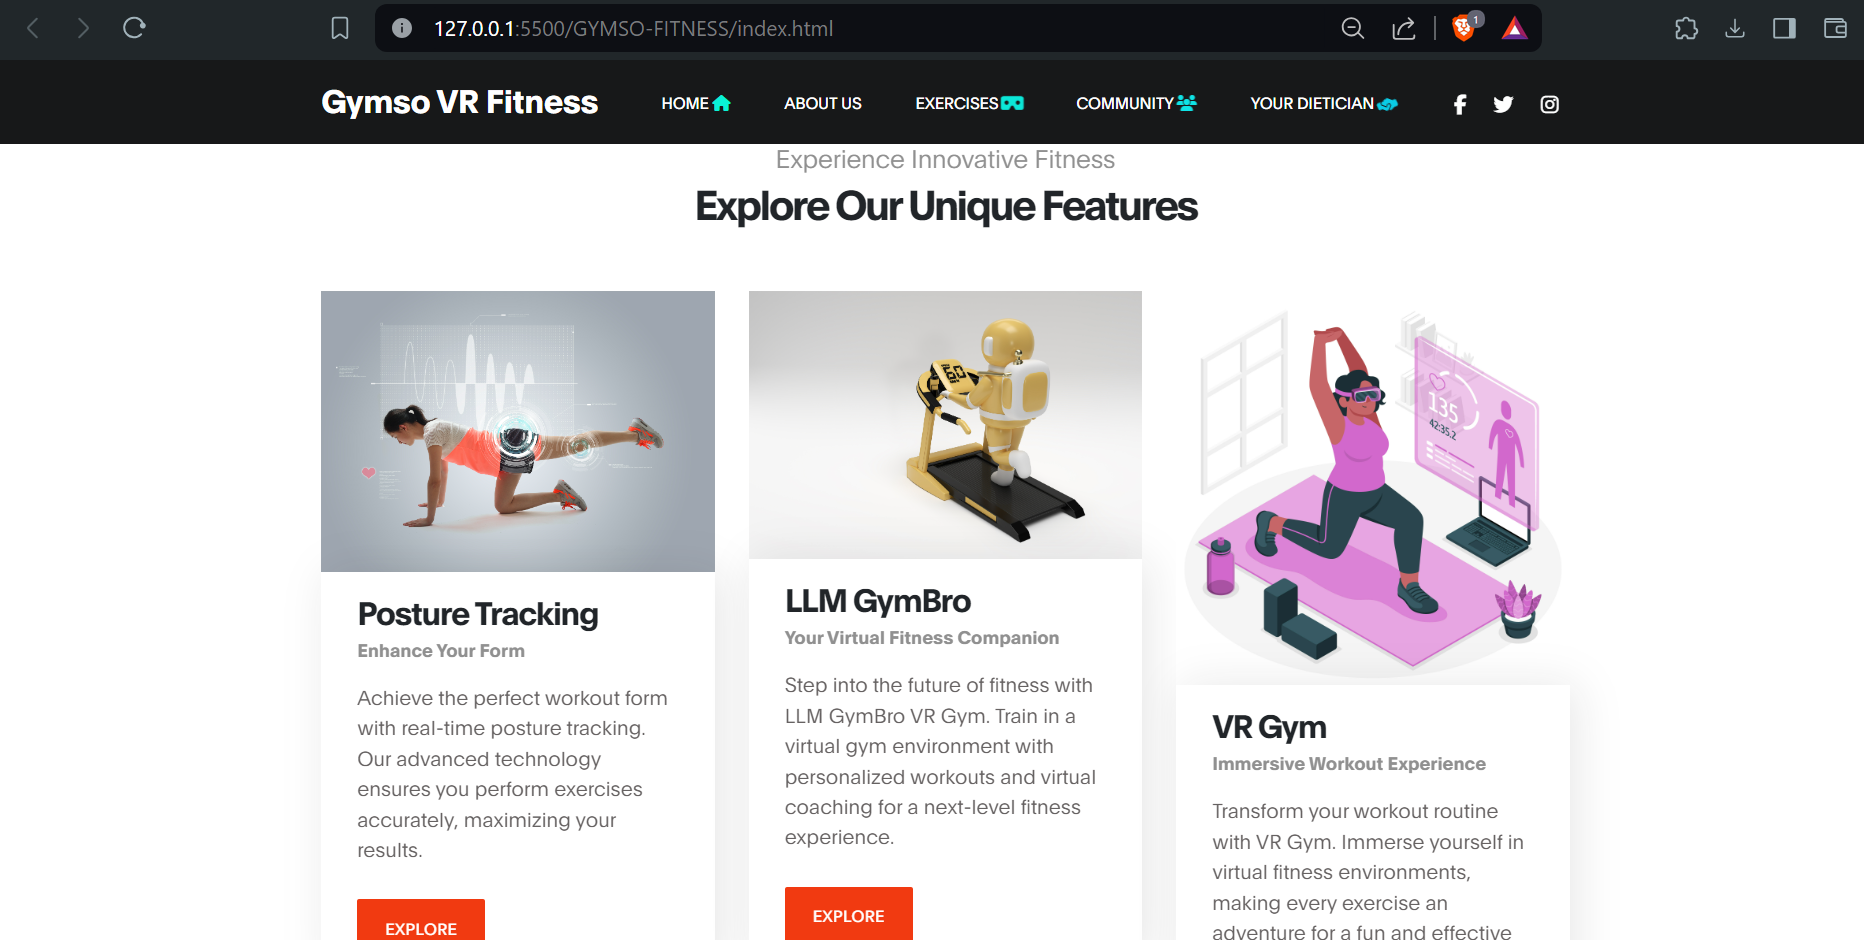 127.0.0.1:5500/GYMSO-FITNESS/index.html
1
Gymso VR Fitness
HOME
ABOUT US
EXERCISES
COMMUNITY
YOUR DIETICIAN
Experience Innovative Fitness
Explore Our Unique Features
60
135
42:35.2
Posture Tracking
Enhance Your Form
Achieve the perfect workout form
with real-time posture tracking.
Our advanced technology
ensures you perform exercises
accurately, maximizing your
results.
EXPLORE
LLM GymBro
Your Virtual Fitness Companion
Step into the future of fitness with
LLM GymBro VR Gym. Train in a
virtual gym environment with
personalized workouts and virtual
coaching for a next-level fitness
experience.
EXPLORE
VR Gym
Immersive Workout Experience
Transform your workout routine
with VR Gym. Immerse yourself in
virtual fitness environments,
making every exercise an
adventure for a fun and effective